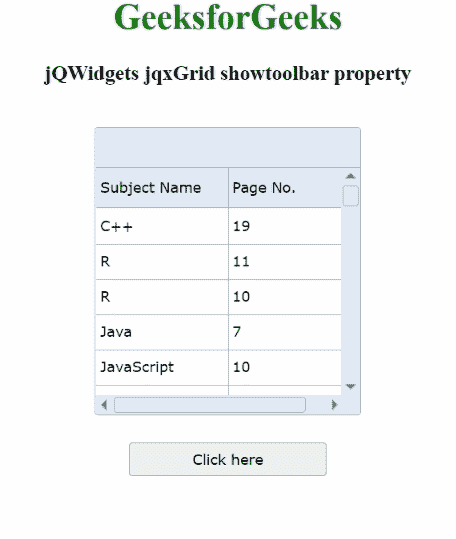 GeeksforGeeks
jQWidgets jqxGrid showtoolbar property
Subject Name Page No.
C++ 19
R 11
R 10
Java 7
JavaScript 10
Click here